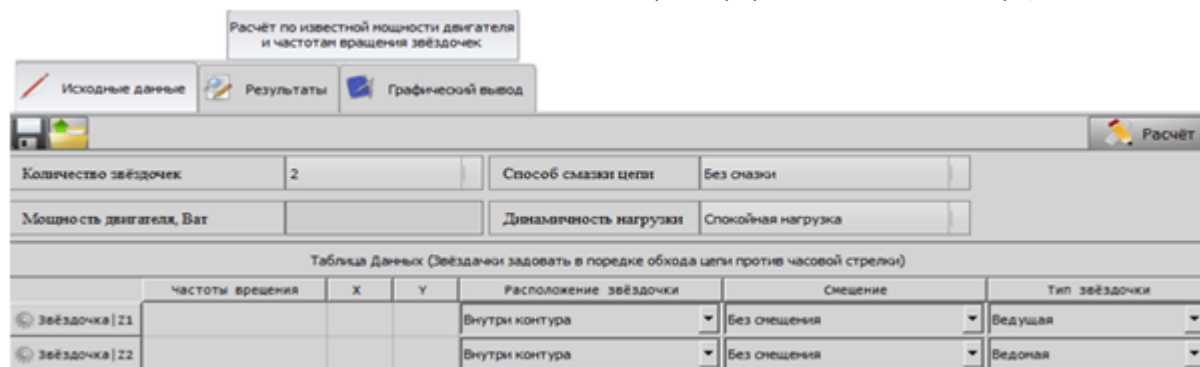 Расчёт по известной мощности двигателя
и частотам вращения звёздочек
Исходные данные Результаты Графический вывод
Расчёт
Количество звёздочек 2 Способ смазки цепи Без смазки
Мощность двигателя, Ват Динамичность нагрузки Спокойная нагрузка
Таблица Данных (Звёздачки задовать в поредке обхода цепи против часовой стрелки)
Частоты врещения X Y Расположение звёздочки Смещение Тип звёздочки
Звёздочка|Z1 Внутри контура Без смещения Ведущая
Звёздочка|Z2 Внутри контура Без смещения Ведомая